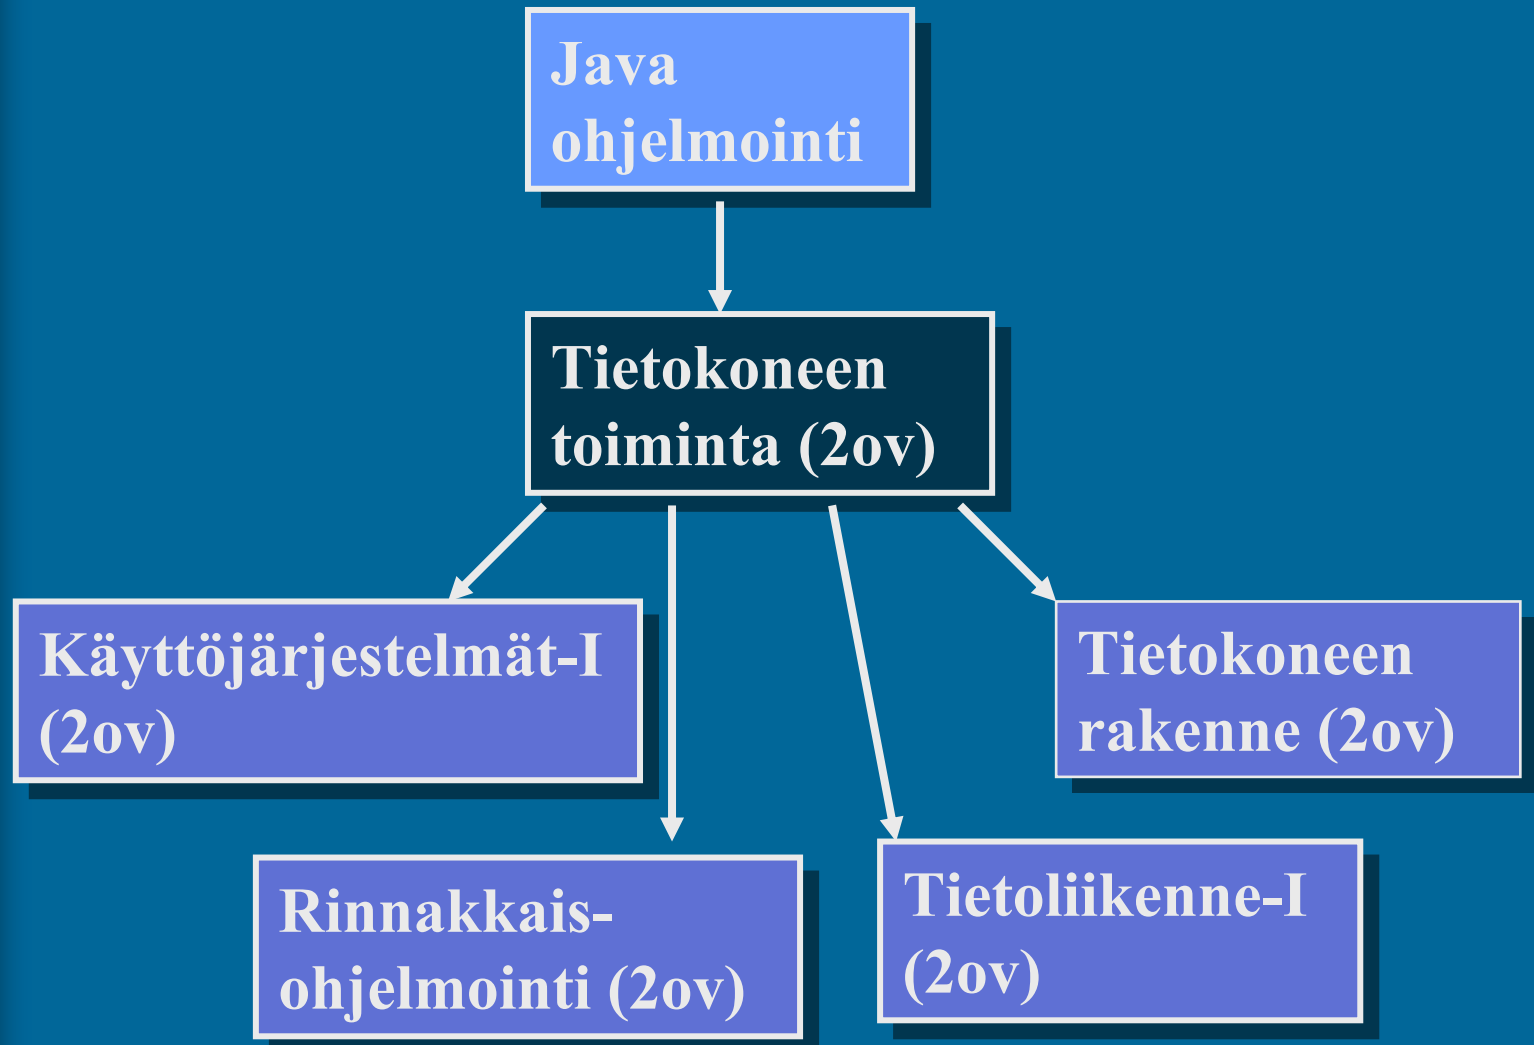 Java
ohjelmointi
Tietokoneen
toiminta (2ov)
Käyttöjärjestelmät-I
(2ov)
Tietokoneen
rakenne (2ov)
Rinnakkais-
ohjelmointi (2ov)
Tietoliikenne-I
(2ov)